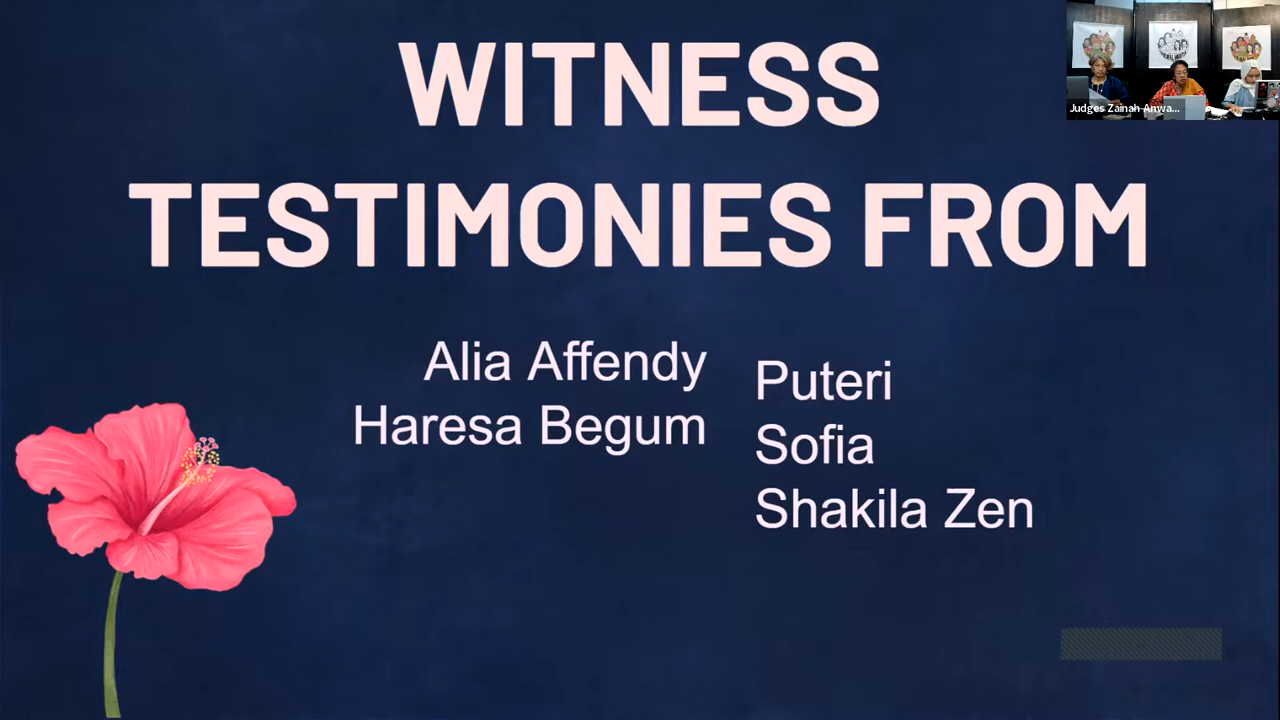 WITNESS
TESTIMONIES FROM
Alia Affendy
Haresa Begum
Puteri
Sofia
Shakila Zen
Judges Zainah Anwa...